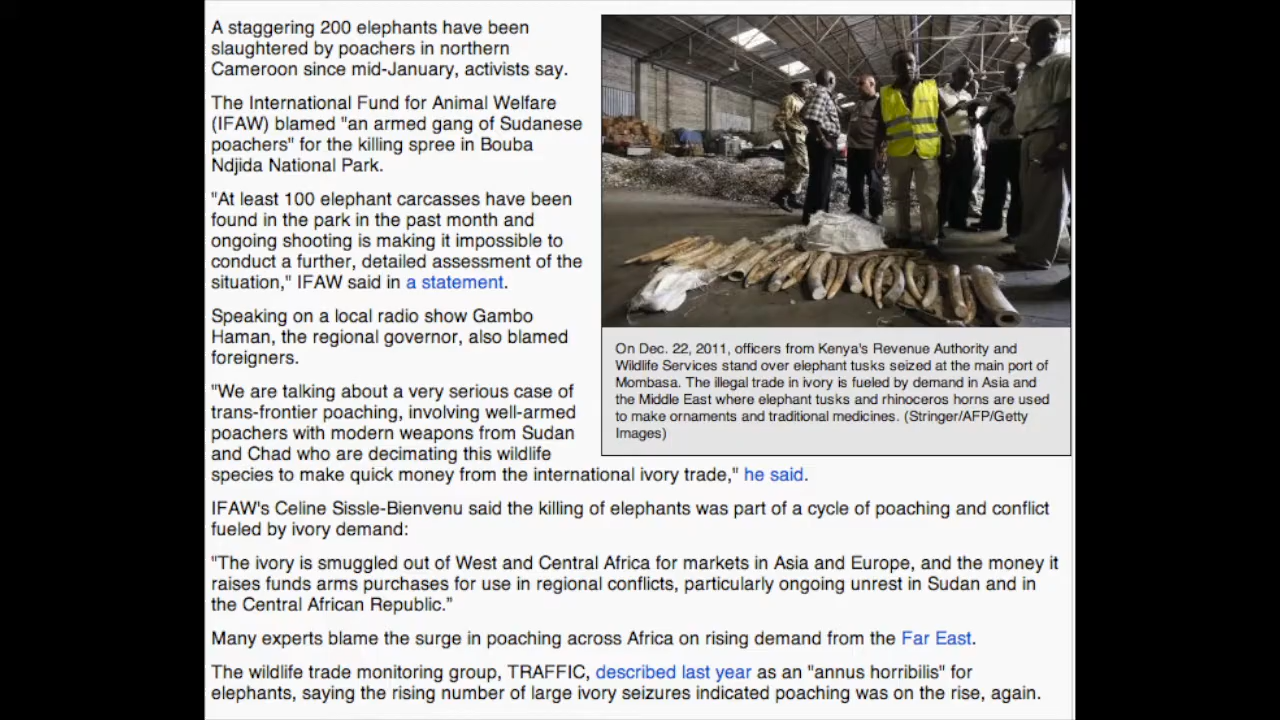 A staggering 200 elephants have been
slaughtered by poachers in northern
Cameroon since mid-January, activists say.
The International Fund for Animal Welfare
(IFAW) blamed "an armed gang of Sudanese
poachers" for the killing spree in Bouba
Ndjida National Park.
"At least 100 elephant carcasses have been
found in the park in the past month and
ongoing shooting is making it impossible to
conduct a further, detailed assessment of the
situation," IFAW said in a statement.
Speaking on a local radio show Gambo
Haman, the regional governor, also blamed
foreigners.
"We are talking about a very serious case of
trans-frontier poaching, involving well-armed
poachers with modern weapons from Sudan
and Chad who are decimating this wildlife
species to make quick money from the international ivory trade," he said.
On Dec. 22, 2011, officers from Kenya's Revenue Authority and
Wildlife Services stand over elephant tusks seized at the main port of
Mombasa. The illegal trade in ivory is fueled by demand in Asia and
the Middle East where elephant tusks and rhinoceros horns are used
to make ornaments and traditional medicines. (Stringer/AFP/Getty
Images)
IFAW's Celine Sissle-Bienvenu said the killing of elephants was part of a cycle of poaching and conflict
fueled by ivory demand:
"The ivory is smuggled out of West and Central Africa for markets in Asia and Europe, and the money it
raises funds arms purchases for use in regional conflicts, particularly ongoing unrest in Sudan and in
the Central African Republic.”
Many experts blame the surge in poaching across Africa on rising demand from the Far East.
The wildlife trade monitoring group, TRAFFIC, described last year as an "annus horribilis" for
elephants, saying the rising number of large ivory seizures indicated poaching was on the rise, again.